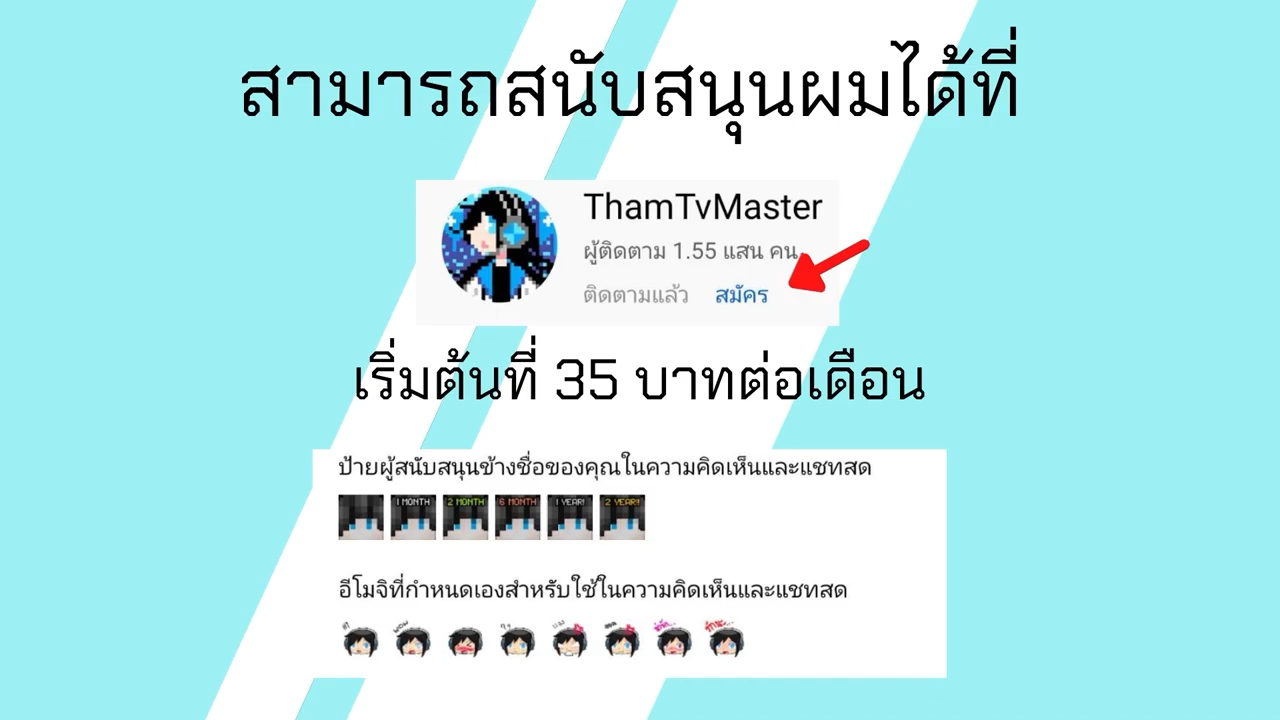 สามารถสนับสนุนผมได้ที่
ThamTvMaster
ผู้ติดตาม 1.55 แสน คน
ติดตามแล้ว สมัคร
เริ่มต้นที่ 35 บาทต่อเดือน
ป้ายผู้สนับสนุนข้างชื่อของคุณในความคิดเห็นและแชทสด
1 MONTH 2 MONTH 6 MONTH 1 YEAR! 2 YEAR!!
อีโมจิที่กำหนดเองสำหรับใช้ในความคิดเห็นและแชทสด